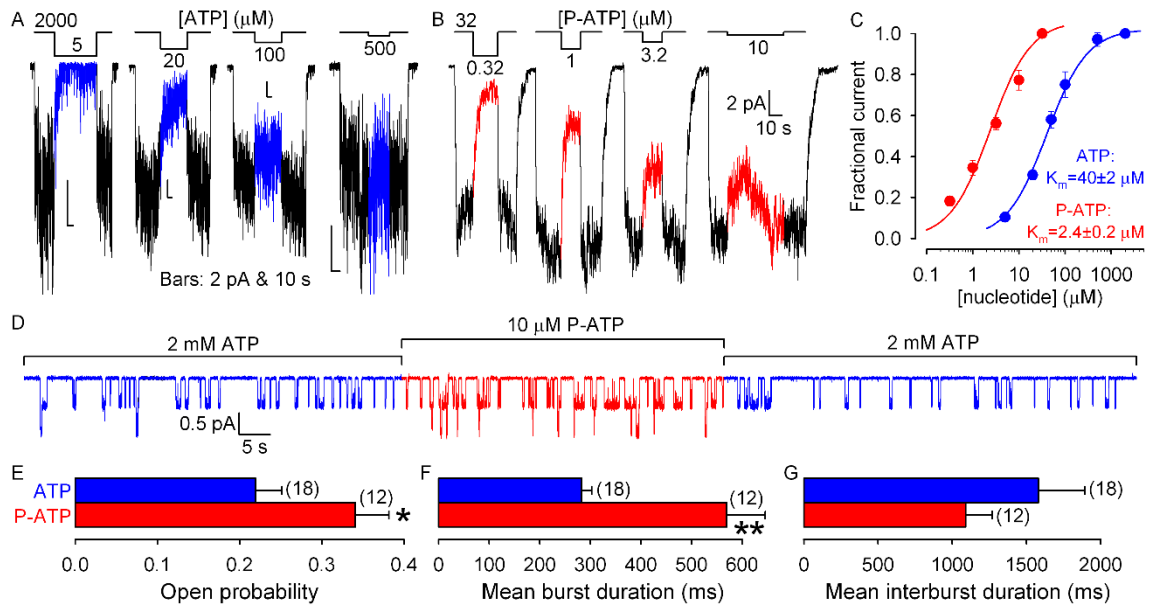 A
[ATP] (μM)
2000
5
20
100
500
Bars: 2 pA & 10 s
B
[P-ATP] (μM)
32
0.32
1
3.2
10
2 pA
10 s
C
Fractional current
1.0
0.8
0.6
0.4
0.2
0.0
ATP:
Km=40±2 μM
P-ATP:
Km=2.4±0.2 μM
0.1
1
10
100
1000
[nucleotide] (μM)
D
2 mM ATP
10 μM P-ATP
2 mM ATP
0.5 pA
5 s
E
ATP
P-ATP
(18)
(12)
*
0.0
0.1
0.2
0.3
0.4
Open probability
F
(18)
(12)
**
0
100
200
300
400
500
600
Mean burst duration (ms)
G
(18)
(12)
0
500
1000
1500
2000
Mean interburst duration (ms)